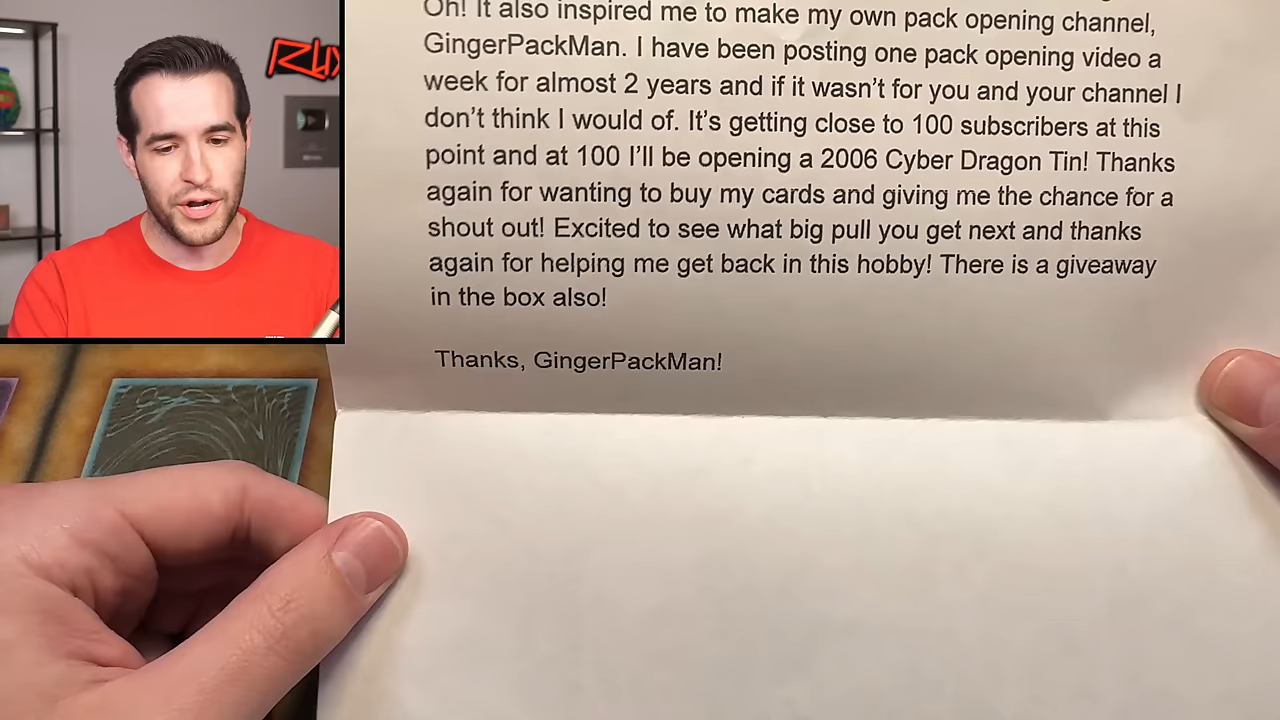 Oh! It also inspired me to make my own pack opening channel,
GingerPackMan. I have been posting one pack opening video a
week for almost 2 years and if it wasn’t for you and your channel I
don’t think I would of. It’s getting close to 100 subscribers at this
point and at 100 I’ll be opening a 2006 Cyber Dragon Tin! Thanks
again for wanting to buy my cards and giving me the chance for a
shout out! Excited to see what big pull you get next and thanks
again for helping me get back in this hobby! There is a giveaway
in the box also!
Thanks, GingerPackMan!